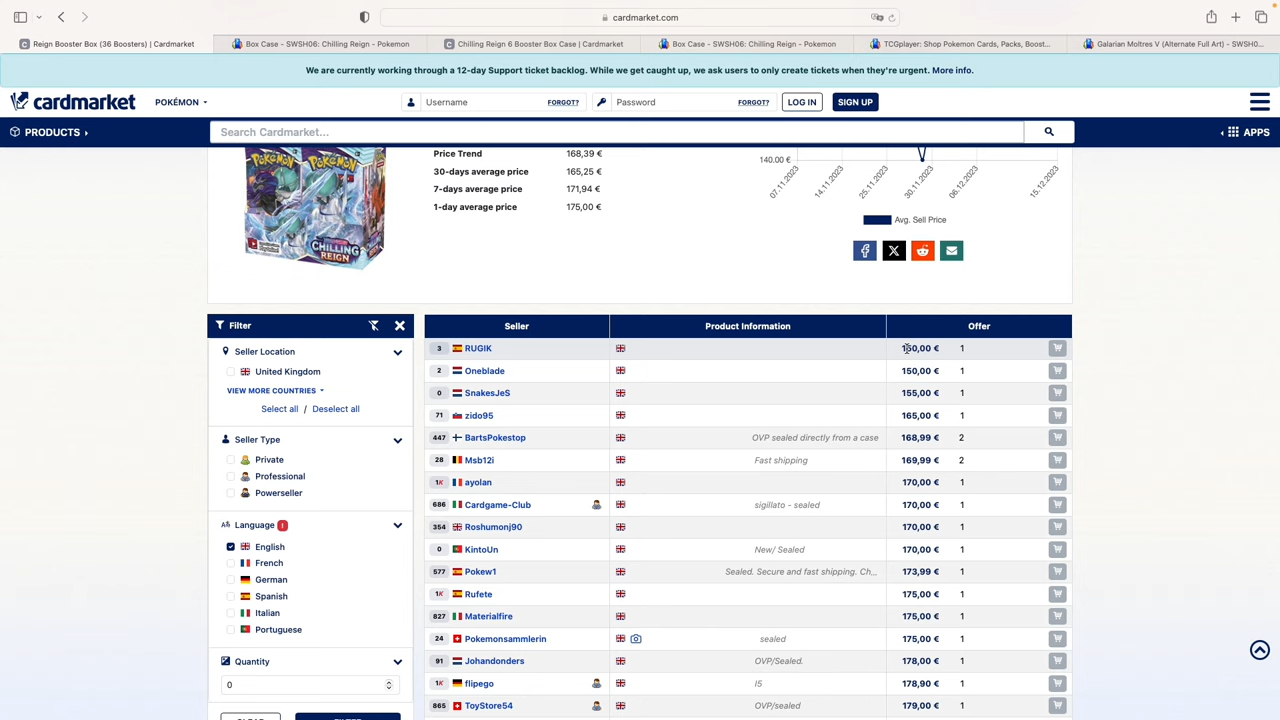 cardmarket.com
Reign Booster Box (36 Boosters) | Cardmarket
Box Case - SWSH06: Chilling Reign - Pokemon
Chilling Reign 6 Booster Box Case | Cardmarket
Box Case - SWSH06: Chilling Reign - Pokemon
TCGplayer: Shop Pokemon Cards, Packs, Boost...
Galarian Moltres V (Alternate Full Art) - SWSH0...
We are currently working through a 12-day Support ticket backlog. While we get caught up, we ask users to only create tickets when they're urgent. More info.
cardmarket
POKÉMON
Username
FORGOT?
Password
FORGOT?
LOG IN
SIGN UP
PRODUCTS
Search Cardmarket...
APPS
POKÉMON
POKÉMON
CHILLING REIGN
Price Trend 168,39 €
30-days average price 165,25 €
7-days average price 171,94 €
1-day average price 175,00 €
140.00 €
07.11.2023
14.11.2023
25.11.2023
30.11.2023
06.12.2023
15.12.2023
Avg. Sell Price
Filter
Seller Location
United Kingdom
VIEW MORE COUNTRIES
Select all / Deselect all
Seller Type
Private
Professional
Powerseller
Language !
English
French
German
Spanish
Italian
Portuguese
Quantity
0
CLEAR
FILTER
Seller Product Information Offer
3 RUGIK 1 0,00 € 1
2 Oneblade 150,00 € 1
0 SnakesJeS 155,00 € 1
71 zido95 165,00 € 1
447 BartsPokestop OVP sealed directly from a case 168,99 € 2
28 Msb12i Fast shipping 169,99 € 2
1K ayolan 170,00 € 1
686 Cardgame-Club sigillato - sealed 170,00 € 1
354 Roshumonj90 170,00 € 1
0 KintoUn New/ Sealed 170,00 € 1
577 Pokew1 Sealed. Secure and fast shipping. Ch... 173,99 € 1
1K Rufete 175,00 € 1
827 Materialfire 175,00 € 1
24 Pokemonsammlerin sealed 175,00 € 1
91 Johandonders OVP/Sealed. 178,00 € 1
1K flipego 178,90 € 1
865 ToyStore54 OVP/sealed 179,00 € 1